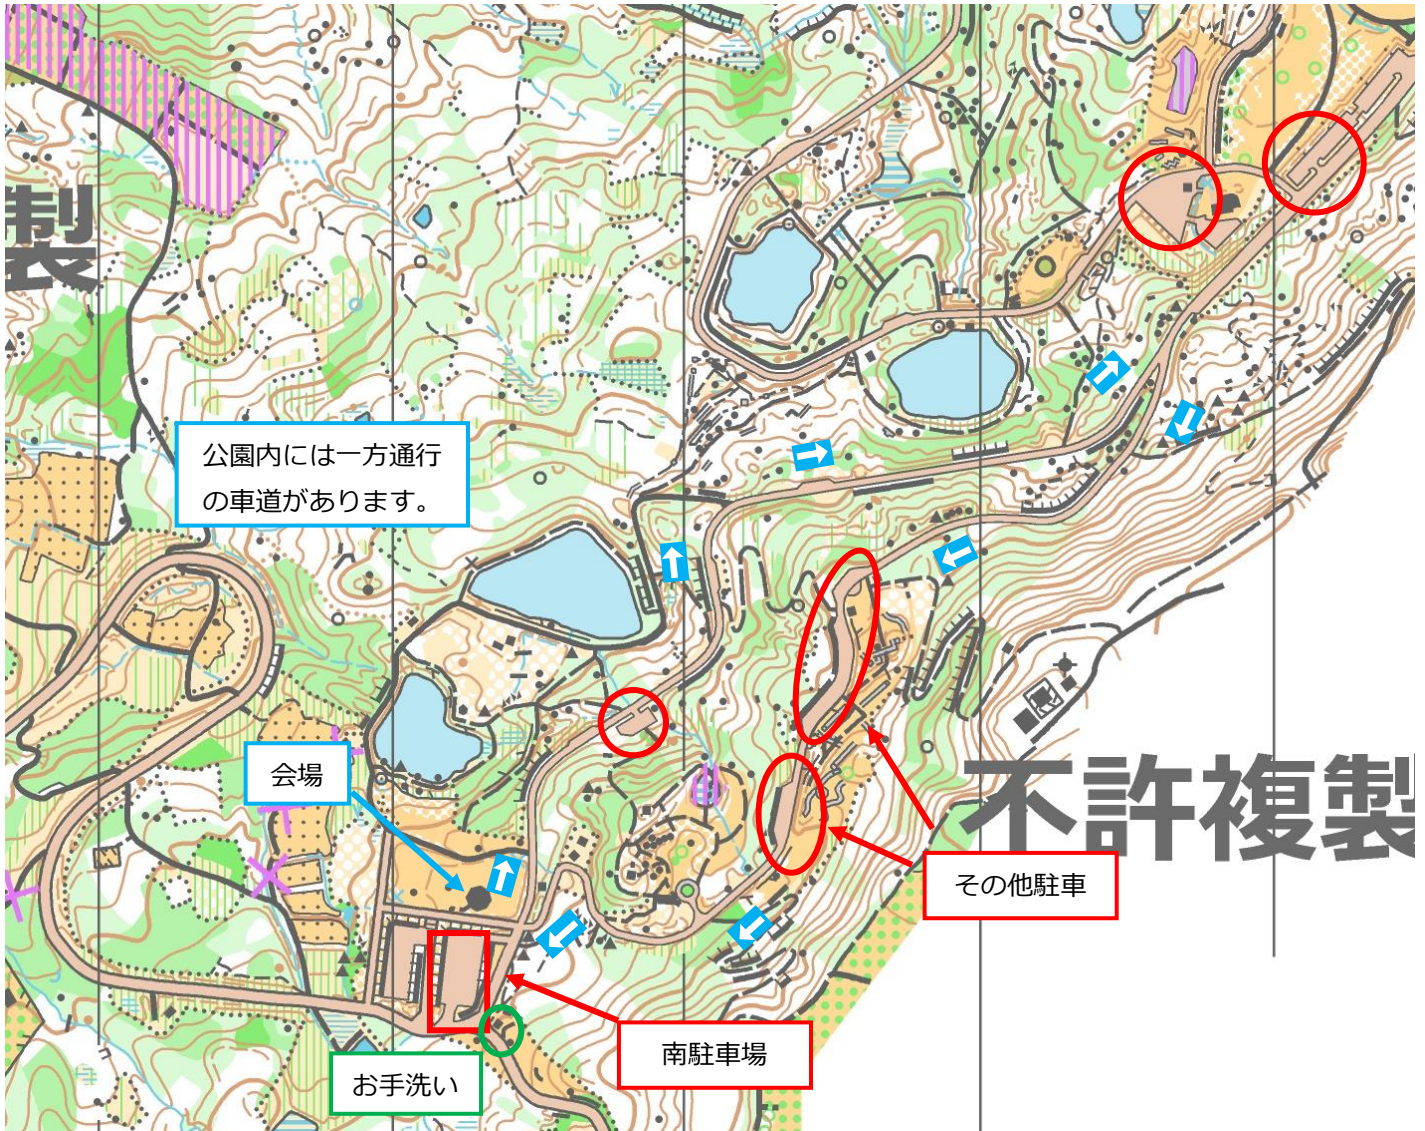 製
公園内には一方通行
の車道があります。
会場
不許複製
その他駐車
南駐車場
お手洗い